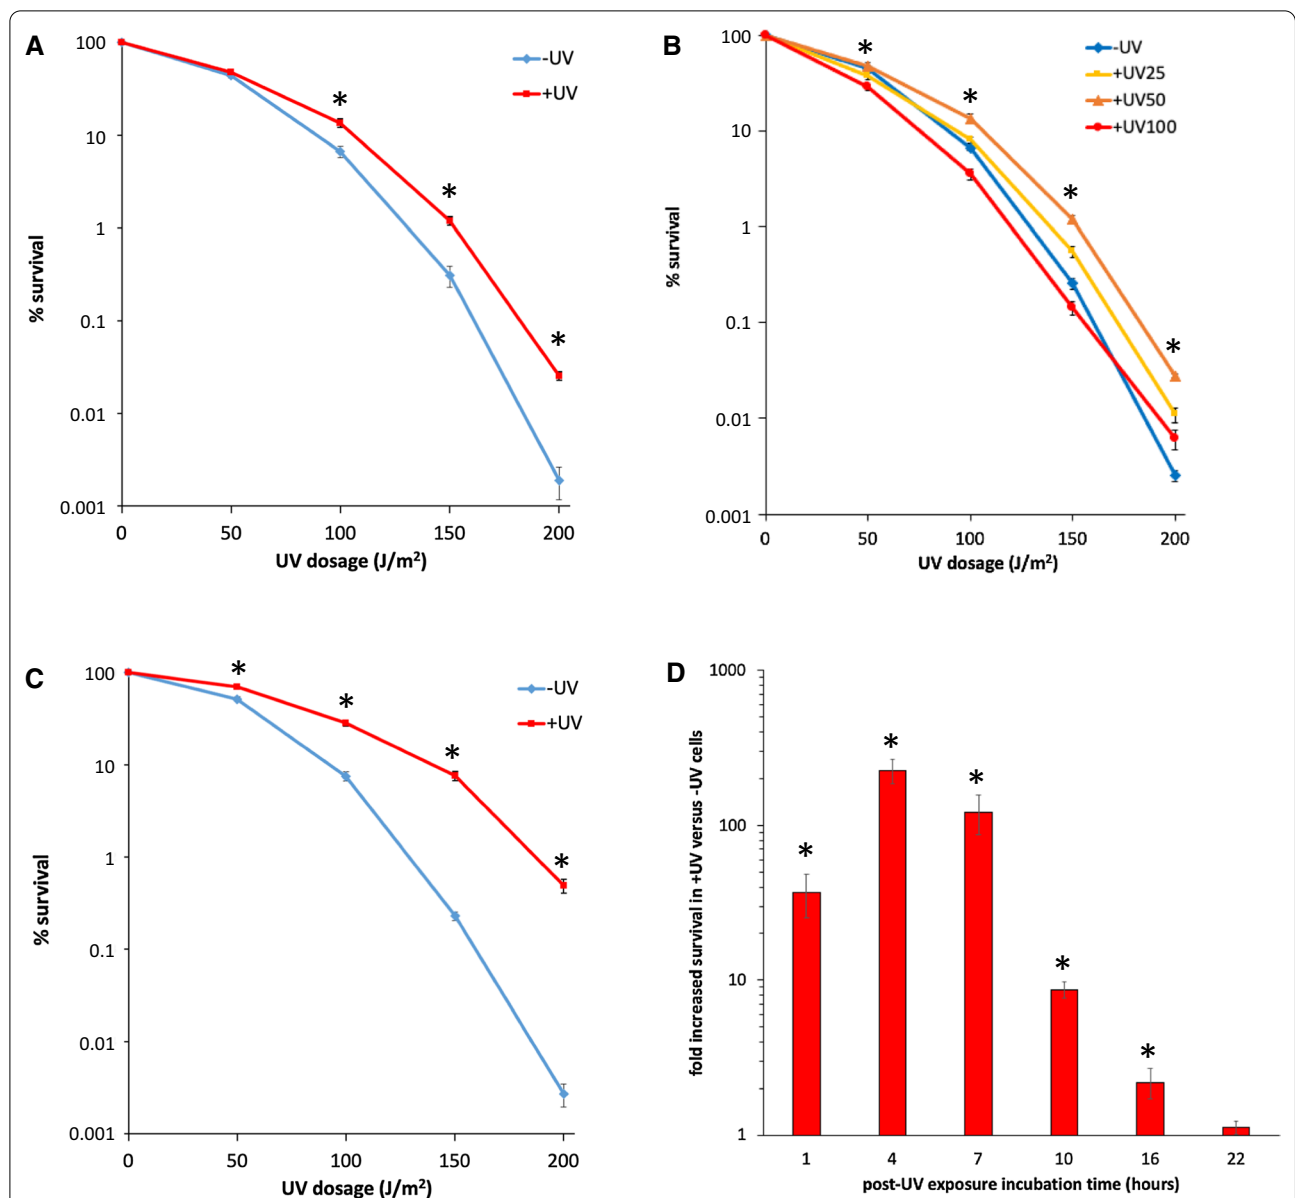 A
100
10
1
0.1
0.01
0.001
% survival
-UV
+UV
*
*
*
0
50
100
150
200
UV dosage (J/m²)
B
100
10
1
0.1
0.01
0.001
% survival
-UV
+UV25
+UV50
+UV100
*
*
*
*
0
50
100
150
200
UV dosage (J/m²)
C
100
10
1
0.1
0.01
0.001
% survival
-UV
+UV
*
*
*
*
0
50
100
150
200
UV dosage (J/m²)
D
1000
100
10
1
fold increased survival in +UV versus -UV cells
*
*
*
*
*
1
4
7
10
16
22
post-UV exposure incubation time (hours)